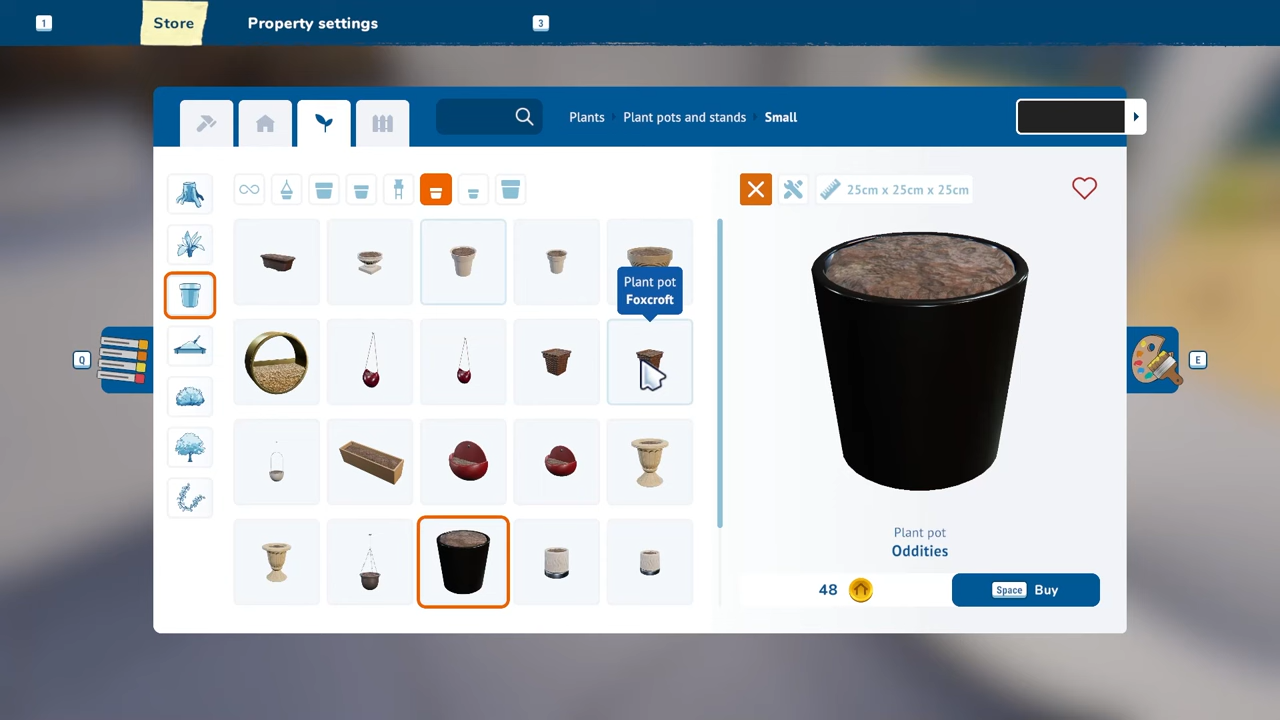 1
Store
Property settings
3
Plants
Plant pots and stands
Small
25cm x 25cm x 25cm
Plant pot
Foxcroft
Q
E
Plant pot
Oddities
48
Space
Buy